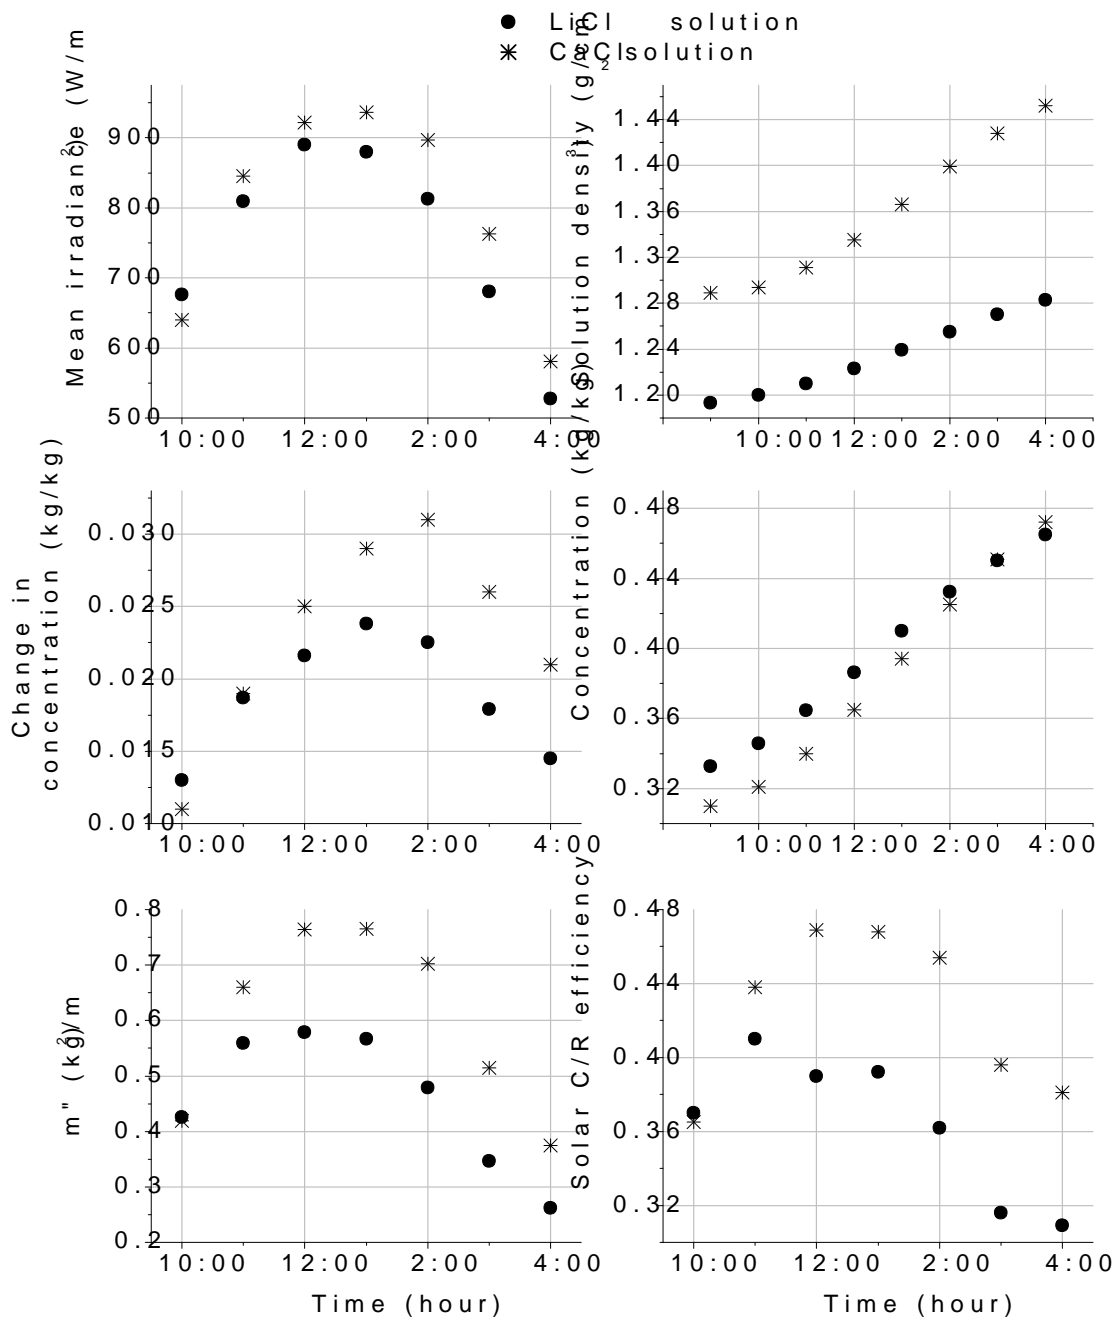 LiCl solution
CaCl2 solution
Mean irradiance (W/m2)
900
800
700
600
500
10:00 12:00 2:00 4:00
Solution density (g/cm3)
1.44
1.40
1.36
1.32
1.28
1.24
1.20
10:00 12:00 2:00 4:00
Change in
concentration (kg/kg)
0.030
0.025
0.020
0.015
0.010
10:00 12:00 2:00 4:00
Concentration (kg/kg)
0.48
0.44
0.40
0.36
0.32
10:00 12:00 2:00 4:00
m" (kg/m2)
0.8
0.7
0.6
0.5
0.4
0.3
0.2
10:00 12:00 2:00 4:00
Time (hour)
Solar C/R efficiency
0.48
0.44
0.40
0.36
0.32
10:00 12:00 2:00 4:00
Time (hour)